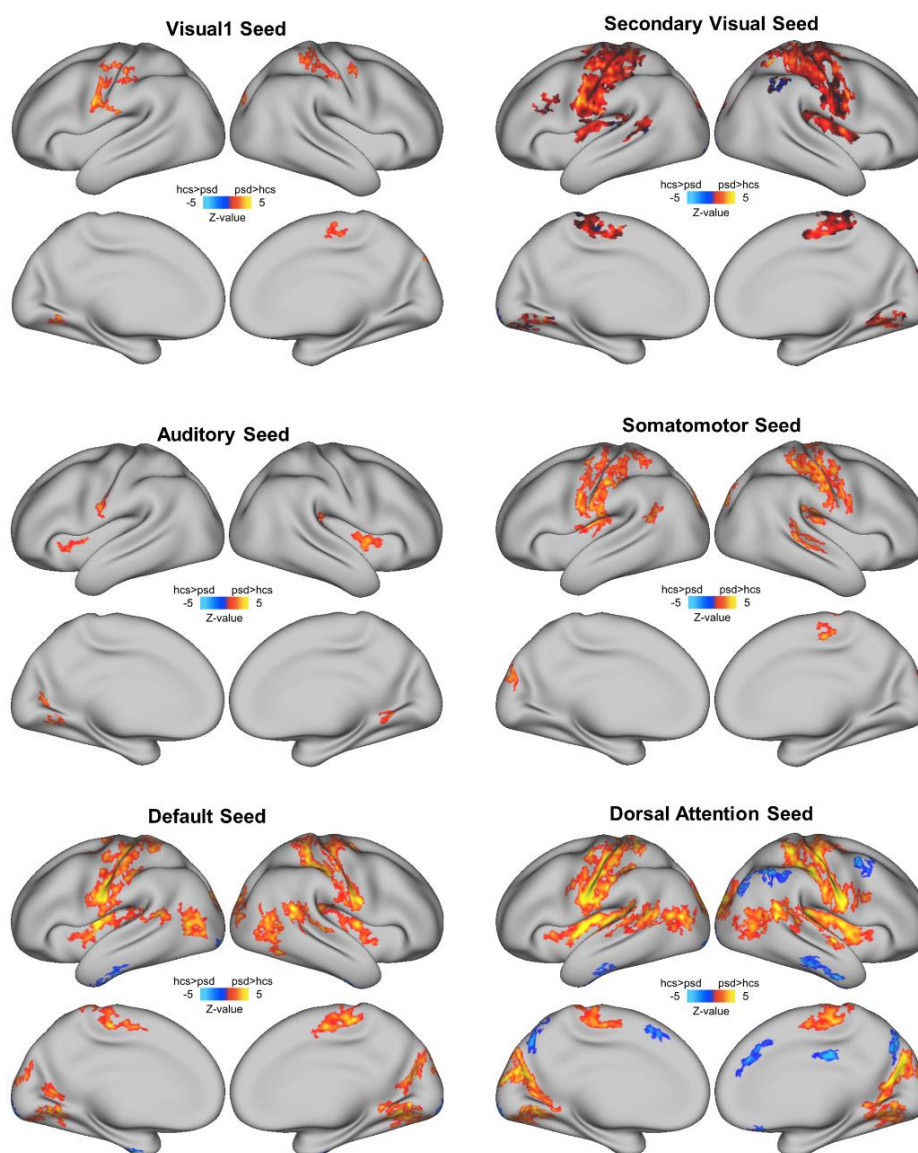 Visual1 Seed
hcs>psd psd>hcs
-5 5
Z-value
Secondary Visual Seed
hcs>psd psd>hcs
-5 5
Z-value
Auditory Seed
hcs>psd psd>hcs
-5 5
Z-value
Somatomotor Seed
hcs>psd psd>hcs
-5 5
Z-value
Default Seed
hcs>psd psd>hcs
-5 5
Z-value
Dorsal Attention Seed
hcs>psd psd>hcs
-5 5
Z-value